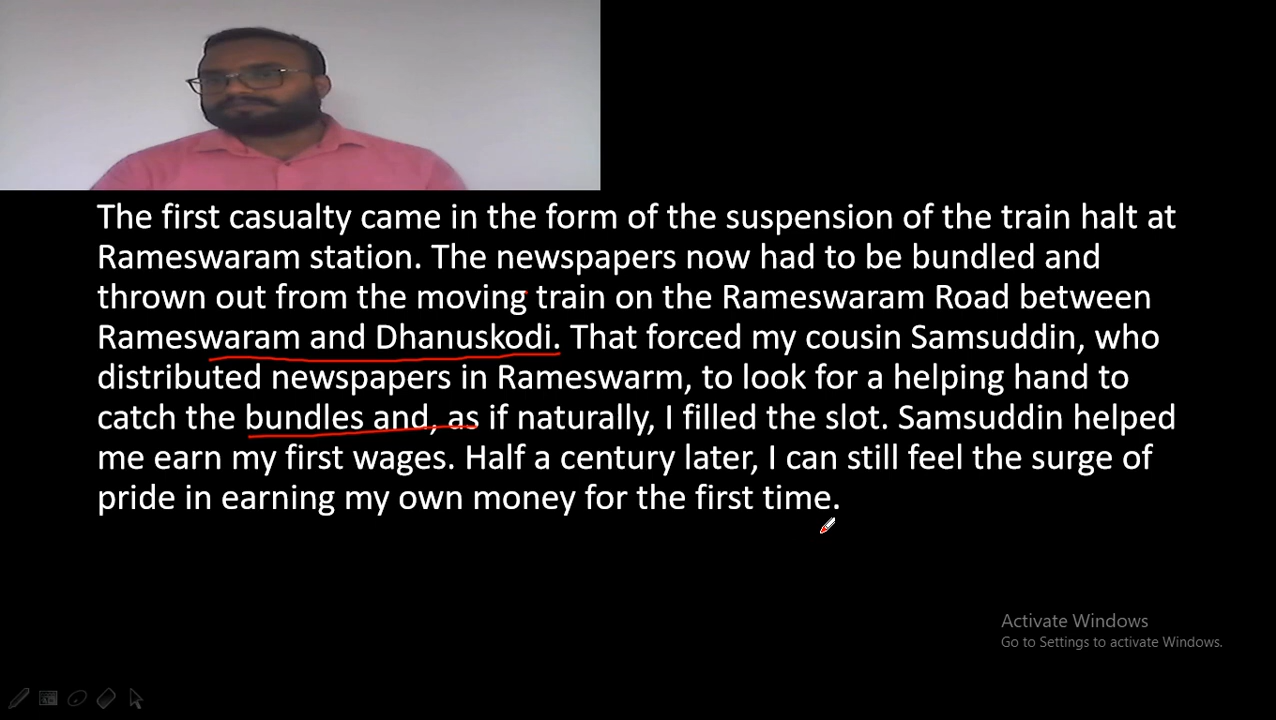 The first casualty came in the form of the suspension of the train halt at
Rameswaram station. The newspapers now had to be bundled and
thrown out from the moving train on the Rameswaram Road between
Rameswaram and Dhanuskodi. That forced my cousin Samsuddin, who
distributed newspapers in Rameswarm, to look for a helping hand to
catch the bundles and, as if naturally, I filled the slot. Samsuddin helped
me earn my first wages. Half a century later, I can still feel the surge of
pride in earning my own money for the first time.
Activate Windows
Go to Settings to activate Windows.